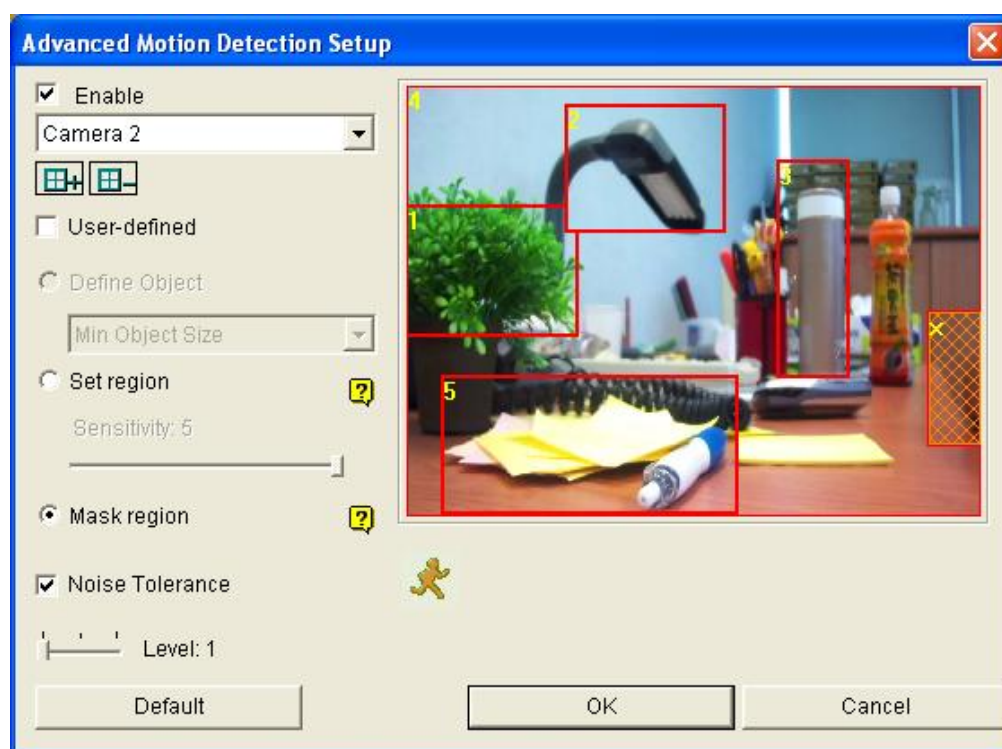 Advanced Motion Detection Setup
Enable
Camera 2
User-defined
Define Object
Min Object Size
Set region
Sensitivity: 5
Mask region
Noise Tolerance
Level: 1
Default
OK
Cancel
4
2
3
1
5